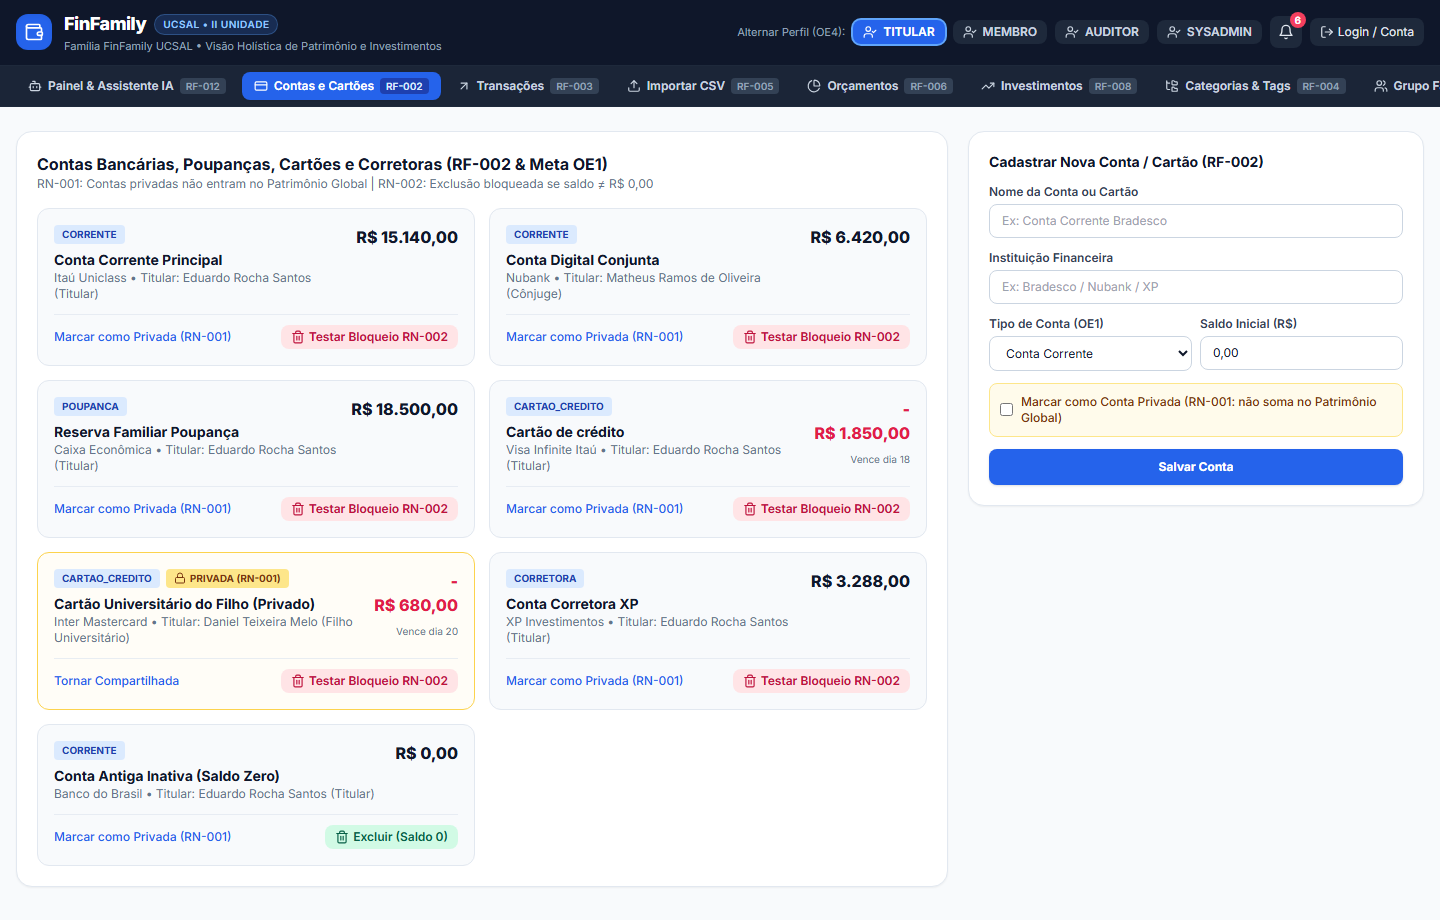 FinFamily
UCSAL • II UNIDADE
Família FinFamily UCSAL • Visão Holística de Patrimônio e Investimentos
Alternar Perfil (OE4):
TITULAR
MEMBRO
AUDITOR
SYSADMIN
6
Login / Conta
Painel & Assistente IA RF-012
Contas e Cartões RF-002
Transações RF-003
Importar CSV RF-005
Orçamentos RF-006
Investimentos RF-008
Categorias & Tags RF-004
Grupo F
Contas Bancárias, Poupanças, Cartões e Corretoras (RF-002 & Meta OE1)
RN-001: Contas privadas não entram no Patrimônio Global | RN-002: Exclusão bloqueada se saldo ≠ R$ 0,00
CORRENTE
R$ 15.140,00
Conta Corrente Principal
Itaú Uniclass • Titular: Eduardo Rocha Santos
(Titular)
Marcar como Privada (RN-001)
Testar Bloqueio RN-002
CORRENTE
R$ 6.420,00
Conta Digital Conjunta
Nubank • Titular: Matheus Ramos de Oliveira
(Cônjuge)
Marcar como Privada (RN-001)
Testar Bloqueio RN-002
POUPANCA
R$ 18.500,00
Reserva Familiar Poupança
Caixa Econômica • Titular: Eduardo Rocha Santos
(Titular)
Marcar como Privada (RN-001)
Testar Bloqueio RN-002
CARTAO_CREDITO
-
R$ 1.850,00
Vence dia 18
Cartão de crédito
Visa Infinite Itaú • Titular: Eduardo Rocha Santos
(Titular)
Marcar como Privada (RN-001)
Testar Bloqueio RN-002
CARTAO_CREDITO
PRIVADA (RN-001)
-
R$ 680,00
Vence dia 20
Cartão Universitário do Filho (Privado)
Inter Mastercard • Titular: Daniel Teixeira Melo (Filho
Universitário)
Tornar Compartilhada
Testar Bloqueio RN-002
CORRETORA
R$ 3.288,00
Conta Corretora XP
XP Investimentos • Titular: Eduardo Rocha Santos
(Titular)
Marcar como Privada (RN-001)
Testar Bloqueio RN-002
CORRENTE
R$ 0,00
Conta Antiga Inativa (Saldo Zero)
Banco do Brasil • Titular: Eduardo Rocha Santos (Titular)
Marcar como Privada (RN-001)
Excluir (Saldo 0)
Cadastrar Nova Conta / Cartão (RF-002)
Nome da Conta ou Cartão
Ex: Conta Corrente Bradesco
Instituição Financeira
Ex: Bradesco / Nubank / XP
Tipo de Conta (OE1)
Saldo Inicial (R$)
Conta Corrente
0,00
Marcar como Conta Privada (RN-001: não soma no Patrimônio
Global)
Salvar Conta